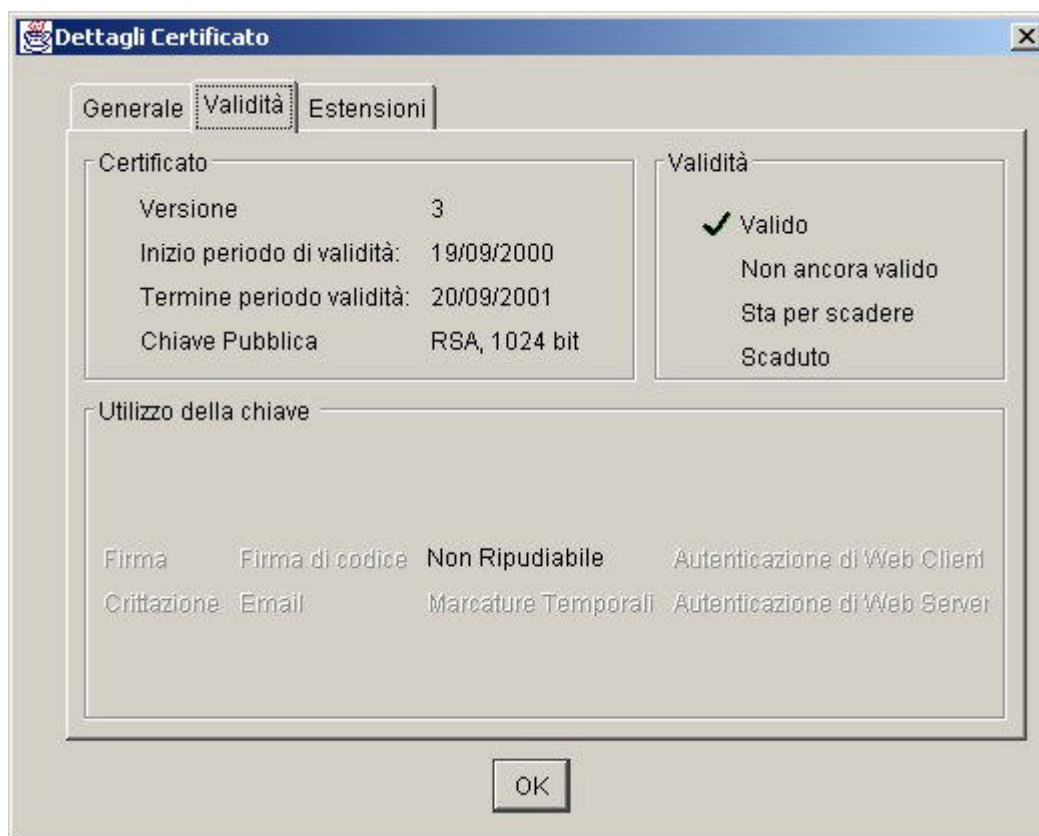 Dettagli Certificato
Generale Validità Estensioni
Certificato
Versione 3
Inizio periodo di validità: 19/09/2000
Termine periodo validità: 20/09/2001
Chiave Pubblica RSA, 1024 bit
Validità
Valido
Non ancora valido
Sta per scadere
Scaduto
Utilizzo della chiave
Firma Firma di codice Non Ripudiabile Autenticazione di Web Client
Crittazione Email Marcature Temporali Autenticazione di Web Server
OK